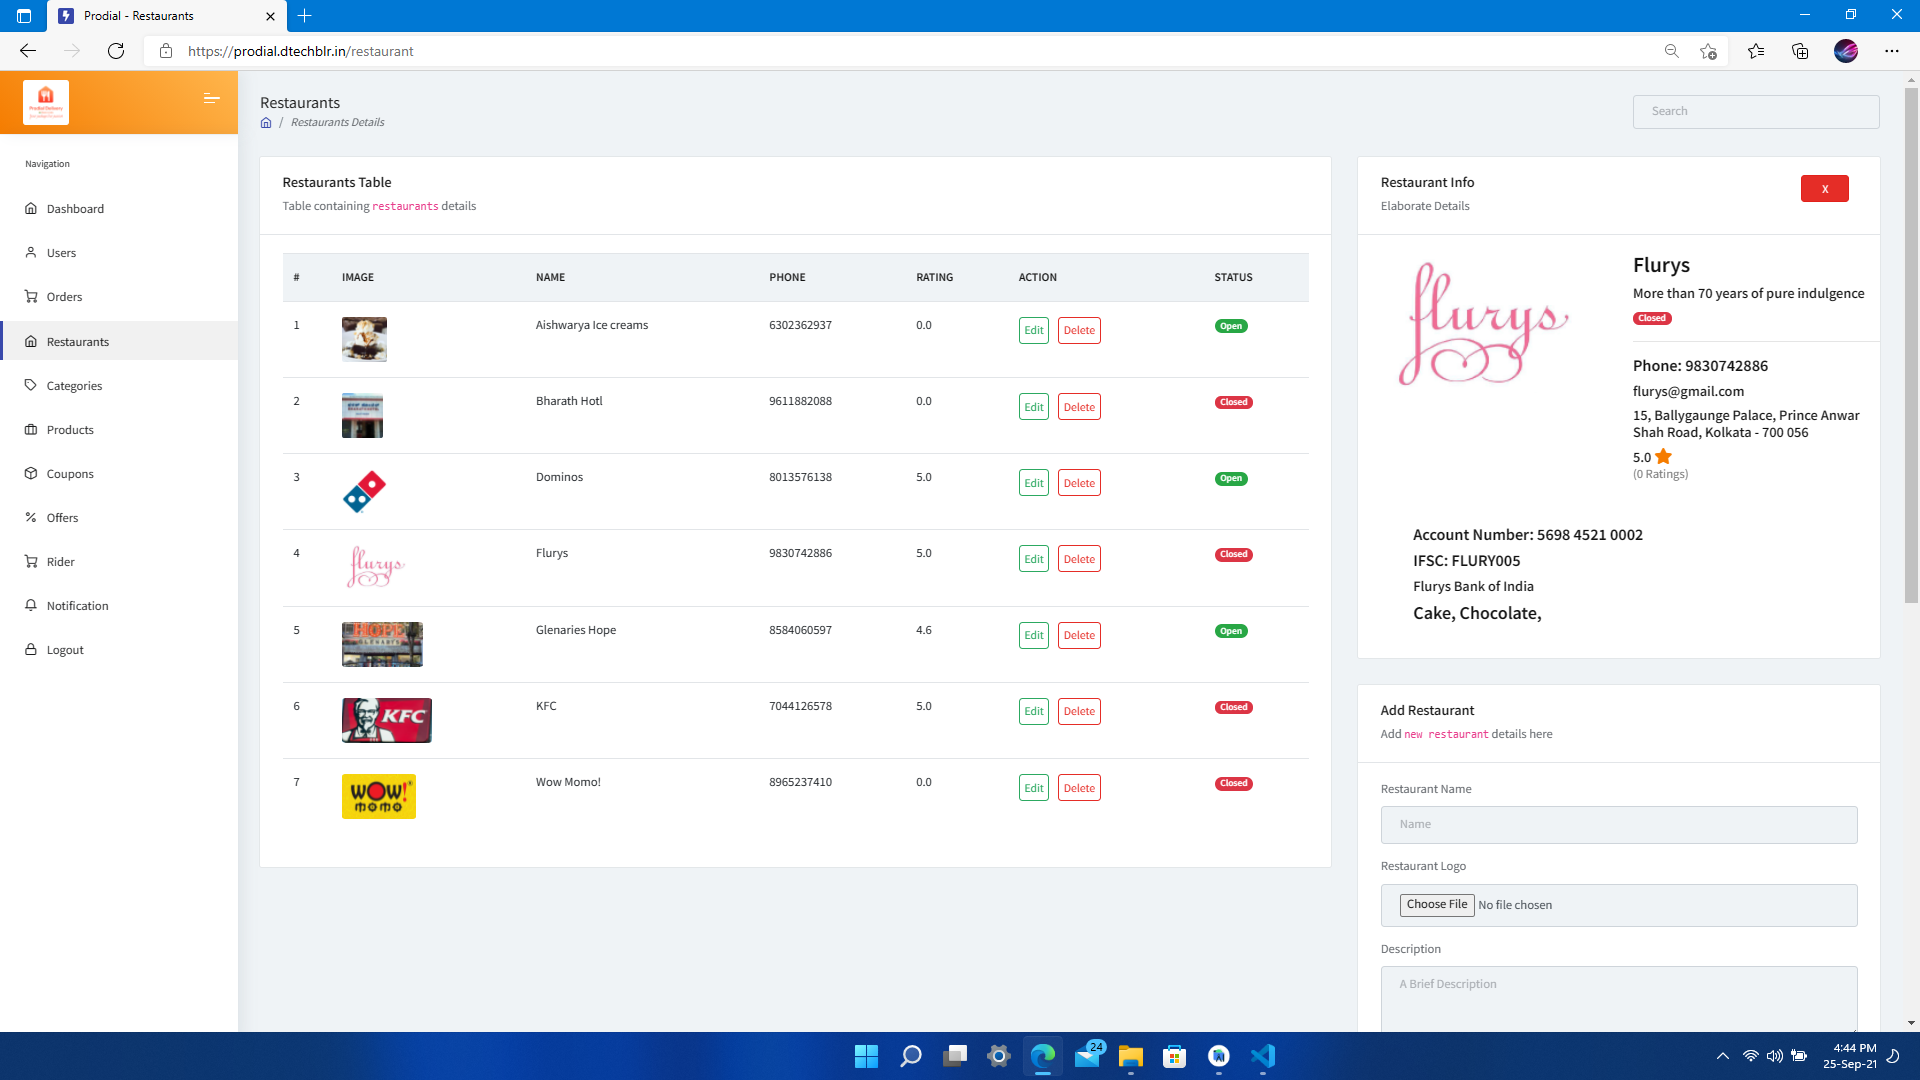 Prodial - Restaurants
https://prodial.dtechblr.in/restaurant
Navigation
Dashboard
Users
Orders
Restaurants
Categories
Products
Coupons
Offers
Rider
Notification
Logout
Restaurants
/ Restaurants Details
Search
Restaurants Table
Table containing restaurants details
# IMAGE NAME PHONE RATING ACTION STATUS
1 Aishwarya Ice creams 6302362937 0.0 Edit Delete Open
2 Bharath Hotl 9611882088 0.0 Edit Delete Closed
3 Dominos 8013576138 5.0 Edit Delete Open
4 flurys Flurys 9830742886 5.0 Edit Delete Closed
5 HOPE Glenaries Hope 8584060597 4.6 Edit Delete Open
6 KFC KFC 7044126578 5.0 Edit Delete Closed
7 WOW! MOMO Wow Momo! 8965237410 0.0 Edit Delete Closed
Restaurant Info
X
Elaborate Details
flurys
Flurys
More than 70 years of pure indulgence
Closed
Phone: 9830742886
flurys@gmail.com
15, Ballygaunge Palace, Prince Anwar
Shah Road, Kolkata - 700 056
5.0
(0 Ratings)
Account Number: 5698 4521 0002
IFSC: FLURY005
Flurys Bank of India
Cake, Chocolate,
Add Restaurant
Add new restaurant details here
Restaurant Name
Name
Restaurant Logo
Choose File No file chosen
Description
A Brief Description
24
4:44 PM
25-Sep-21